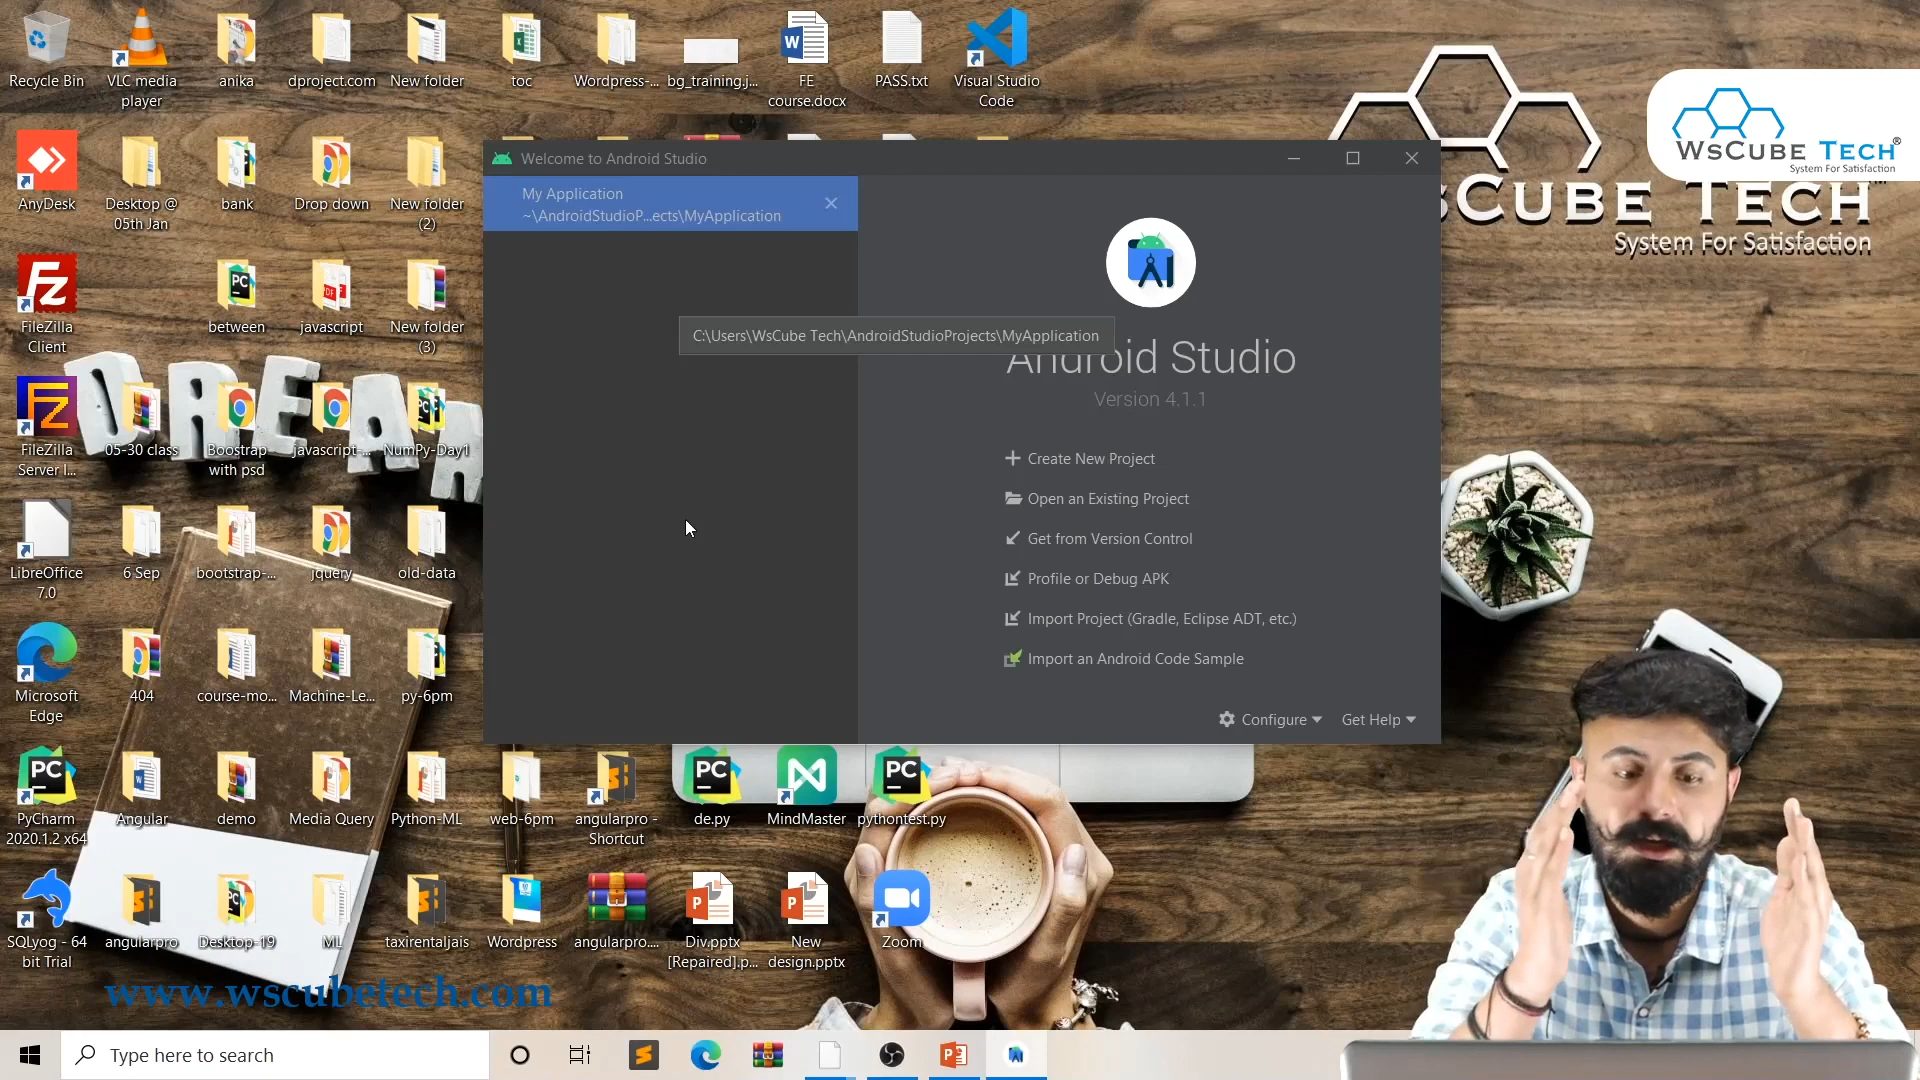 Recycle Bin
VLC media
player
anika
dproject.com
New folder
toc
Wordpress-...
bg_training.j...
FE
course.docx
PASS.txt
Visual Studio
Code
AnyDesk
Desktop @
05th Jan
bank
Drop down
New folder
(2)
FileZilla
Client
between
javascript
New folder
(3)
FileZilla
Server I...
05-30 class
Boostrap
with psd
javascript-...
NumPy-Day1
LibreOffice
7.0
6 Sep
bootstrap-...
jquery
old-data
Microsoft
Edge
404
course-mo...
Machine-Le...
py-6pm
PyCharm
2020.1.2 x64
Angular
demo
Media Query
Python-ML
web-6pm
angularpro -
Shortcut
de.py
MindMaster
pythontest.py
SQLyog - 64
bit Trial
angularpro
Desktop-19
ML
taxirentaljais
Wordpress
angularpro....
Div.pptx
[Repaired].p...
New
design.pptx
Zoom
Welcome to Android Studio
My Application
~\AndroidStudioP...ects\MyApplication
C:\Users\WsCube Tech\AndroidStudioProjects\MyApplication
Android Studio
Version 4.1.1
Create New Project
Open an Existing Project
Get from Version Control
Profile or Debug APK
Import Project (Gradle, Eclipse ADT, etc.)
Import an Android Code Sample
Configure
Get Help
WsCube Tech®
System For Satisfaction
sCube Tech
System For Satisfaction
DREAM
www.wscubetech.com
Type here to search